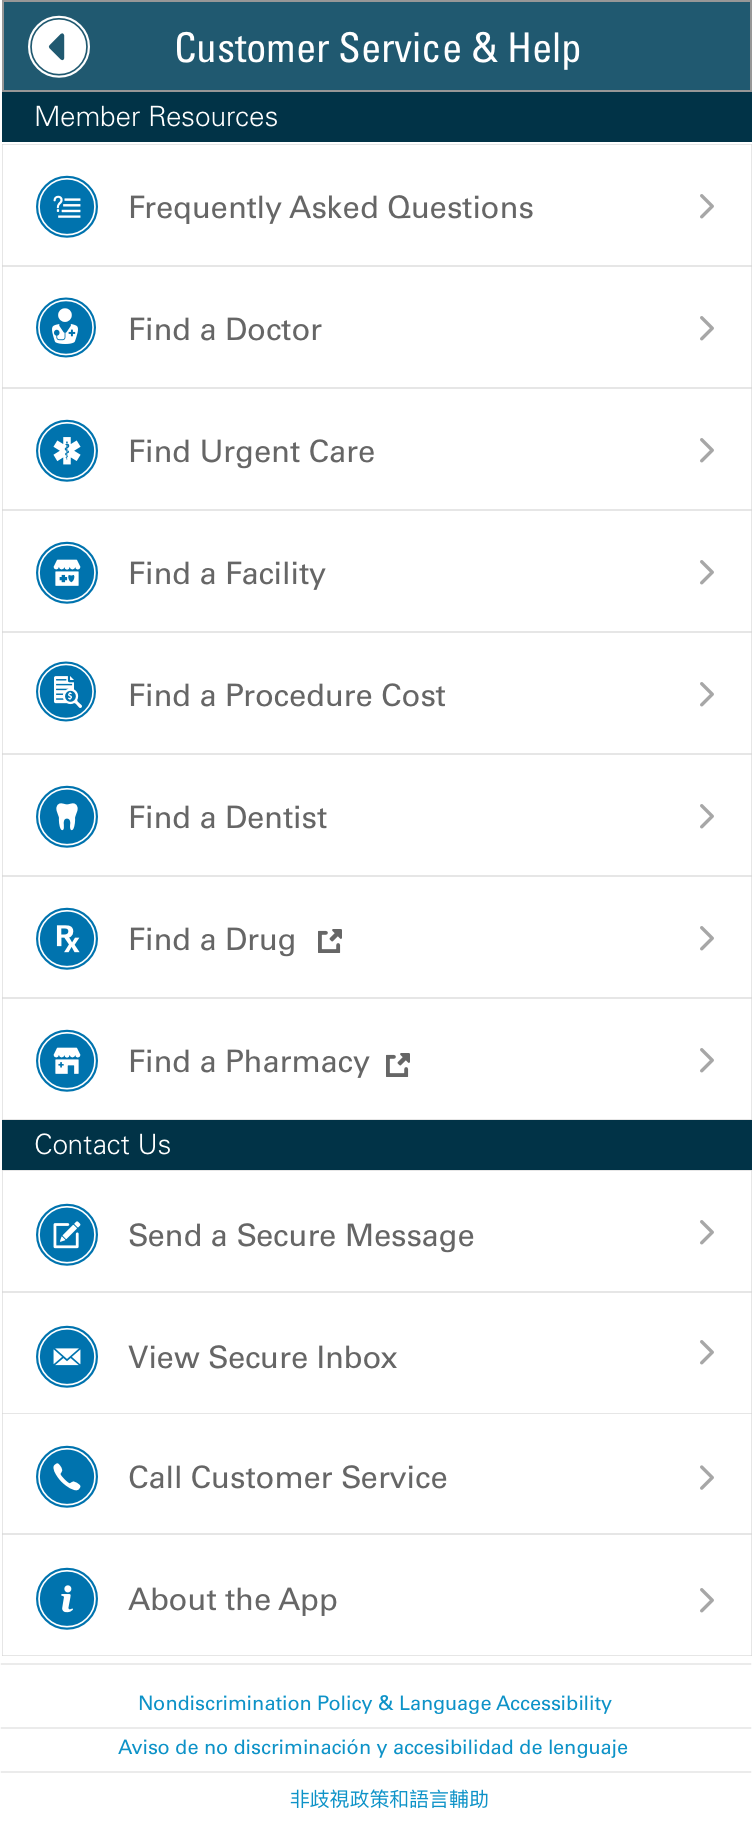 Customer Service & Help
Member Resources
Frequently Asked Questions
Find a Doctor
Find Urgent Care
Find a Facility
Find a Procedure Cost
Find a Dentist
Find a Drug
Find a Pharmacy
Contact Us
Send a Secure Message
View Secure Inbox
Call Customer Service
About the App
Nondiscrimination Policy & Language Accessibility
Aviso de no discriminación y accesibilidad de lenguaje
非歧視政策和語言輔助